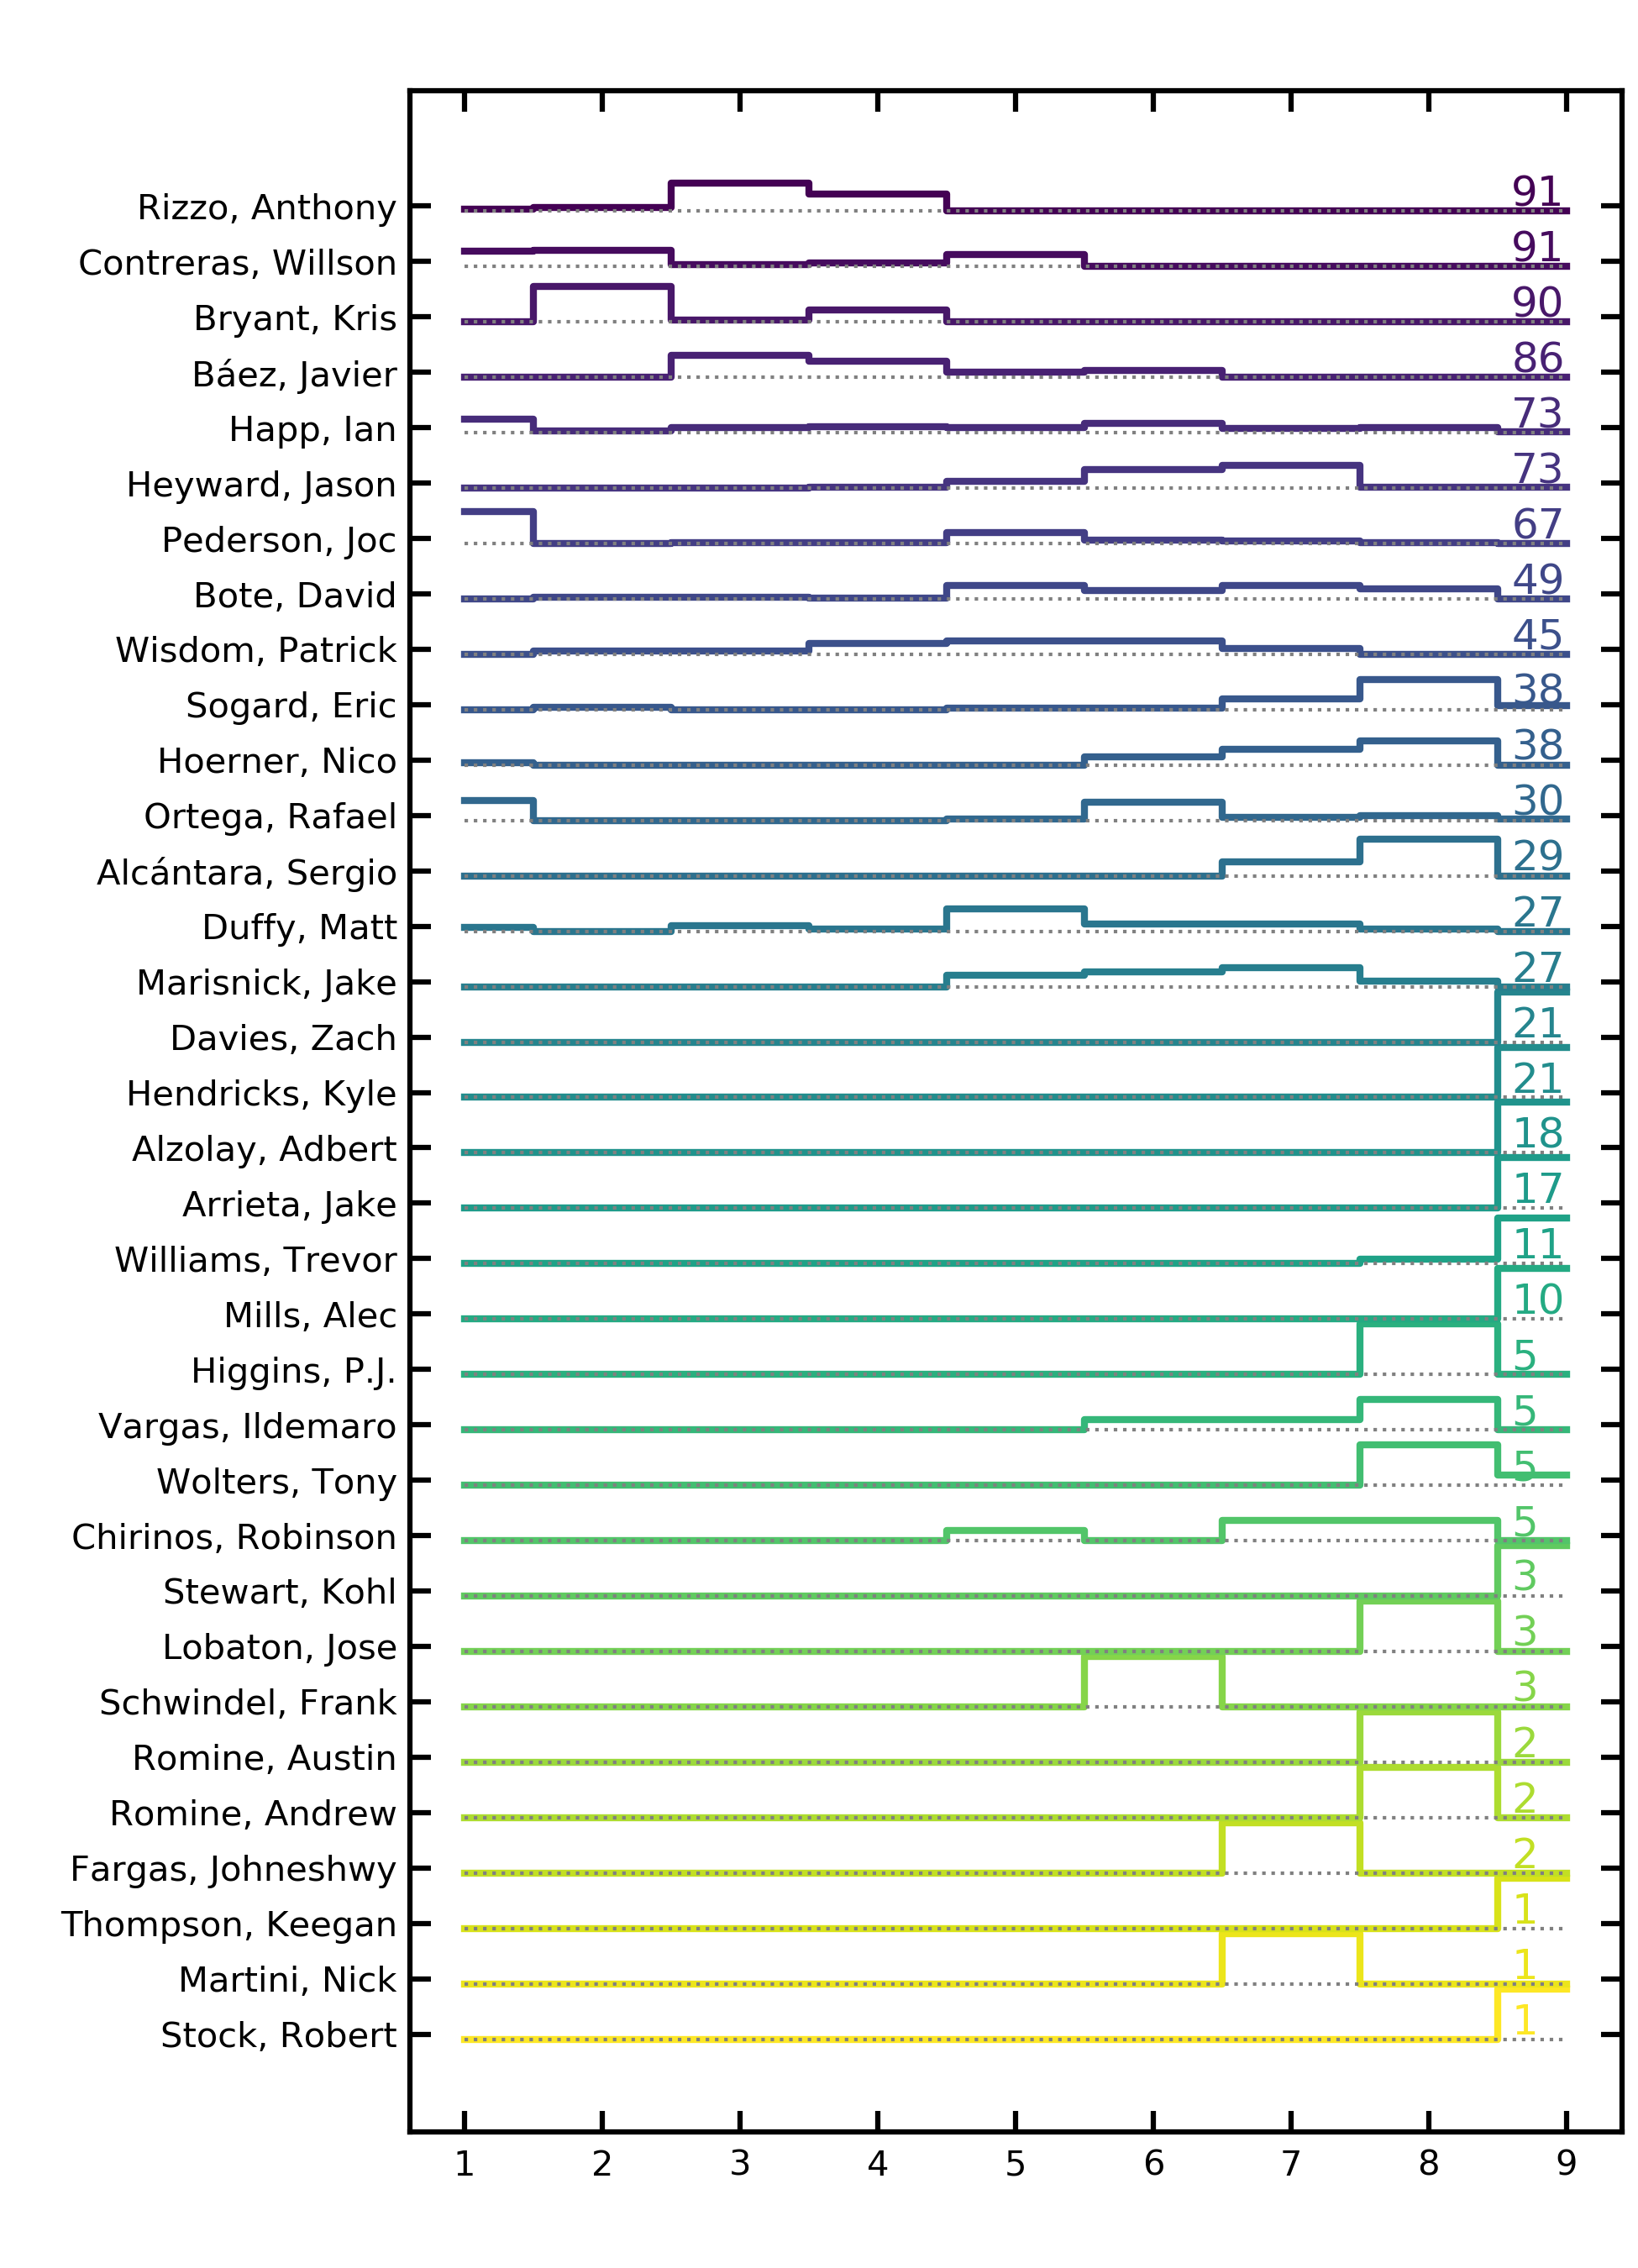 Rizzo, Anthony 91
Contreras, Willson 91
Bryant, Kris 90
Báez, Javier 86
Happ, Ian 73
Heyward, Jason 73
Pederson, Joc 67
Bote, David 49
Wisdom, Patrick 45
Sogard, Eric 38
Hoerner, Nico 38
Ortega, Rafael 30
Alcántara, Sergio 29
Duffy, Matt 27
Marisnick, Jake 27
Davies, Zach 21
Hendricks, Kyle 21
Alzolay, Adbert 18
Arrieta, Jake 17
Williams, Trevor 11
Mills, Alec 10
Higgins, P.J. 5
Vargas, Ildemaro 5
Wolters, Tony 5
Chirinos, Robinson 5
Stewart, Kohl 3
Lobaton, Jose 3
Schwindel, Frank 3
Romine, Austin 2
Romine, Andrew 2
Fargas, Johneshwy 2
Thompson, Keegan 1
Martini, Nick 1
Stock, Robert 1
1 2 3 4 5 6 7 8 9